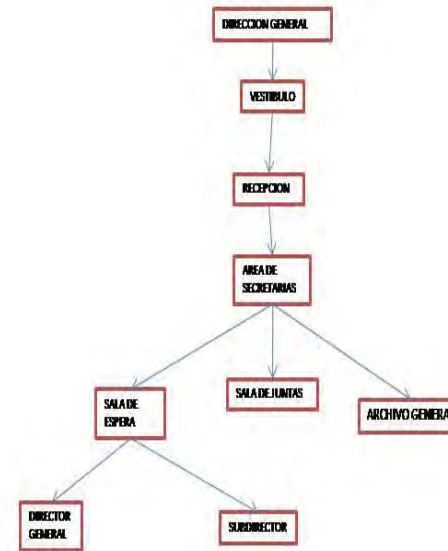 DIRECCION GENERAL
VESTIBULO
RECEPCION
AREA DE
SECRETARIAS
SALA DE
ESPERA
SALA DE JUNTAS
ARCHIVO GENERA
DIRECTOR
GENERAL
SUBDIRECTOR